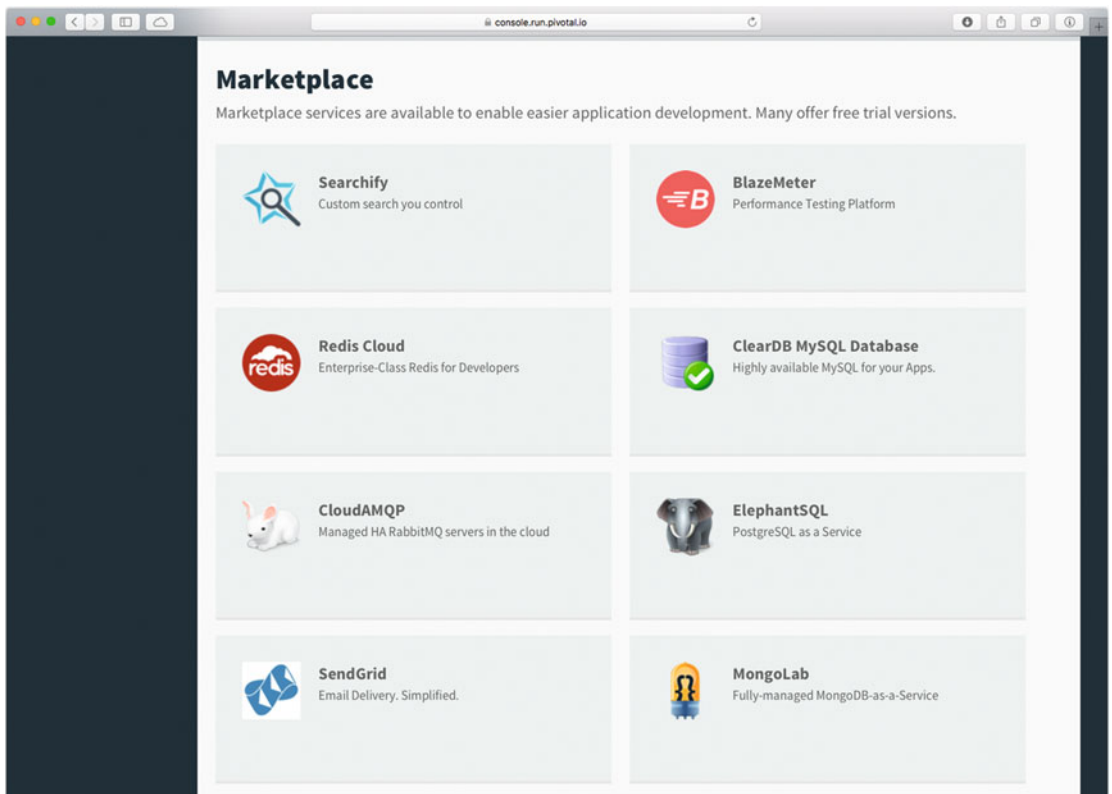 console.run.pivotal.io
Marketplace
Marketplace services are available to enable easier application development. Many offer free trial versions.
Searchify
Custom search you control
BlazeMeter
Performance Testing Platform
B
redis
Redis Cloud
Enterprise-Class Redis for Developers
ClearDB MySQL Database
Highly available MySQL for your Apps.
CloudAMQP
Managed HA RabbitMQ servers in the cloud
ElephantSQL
PostgreSQL as a Service
SendGrid
Email Delivery. Simplified.
MongoLab
Fully-managed MongoDB-as-a-Service